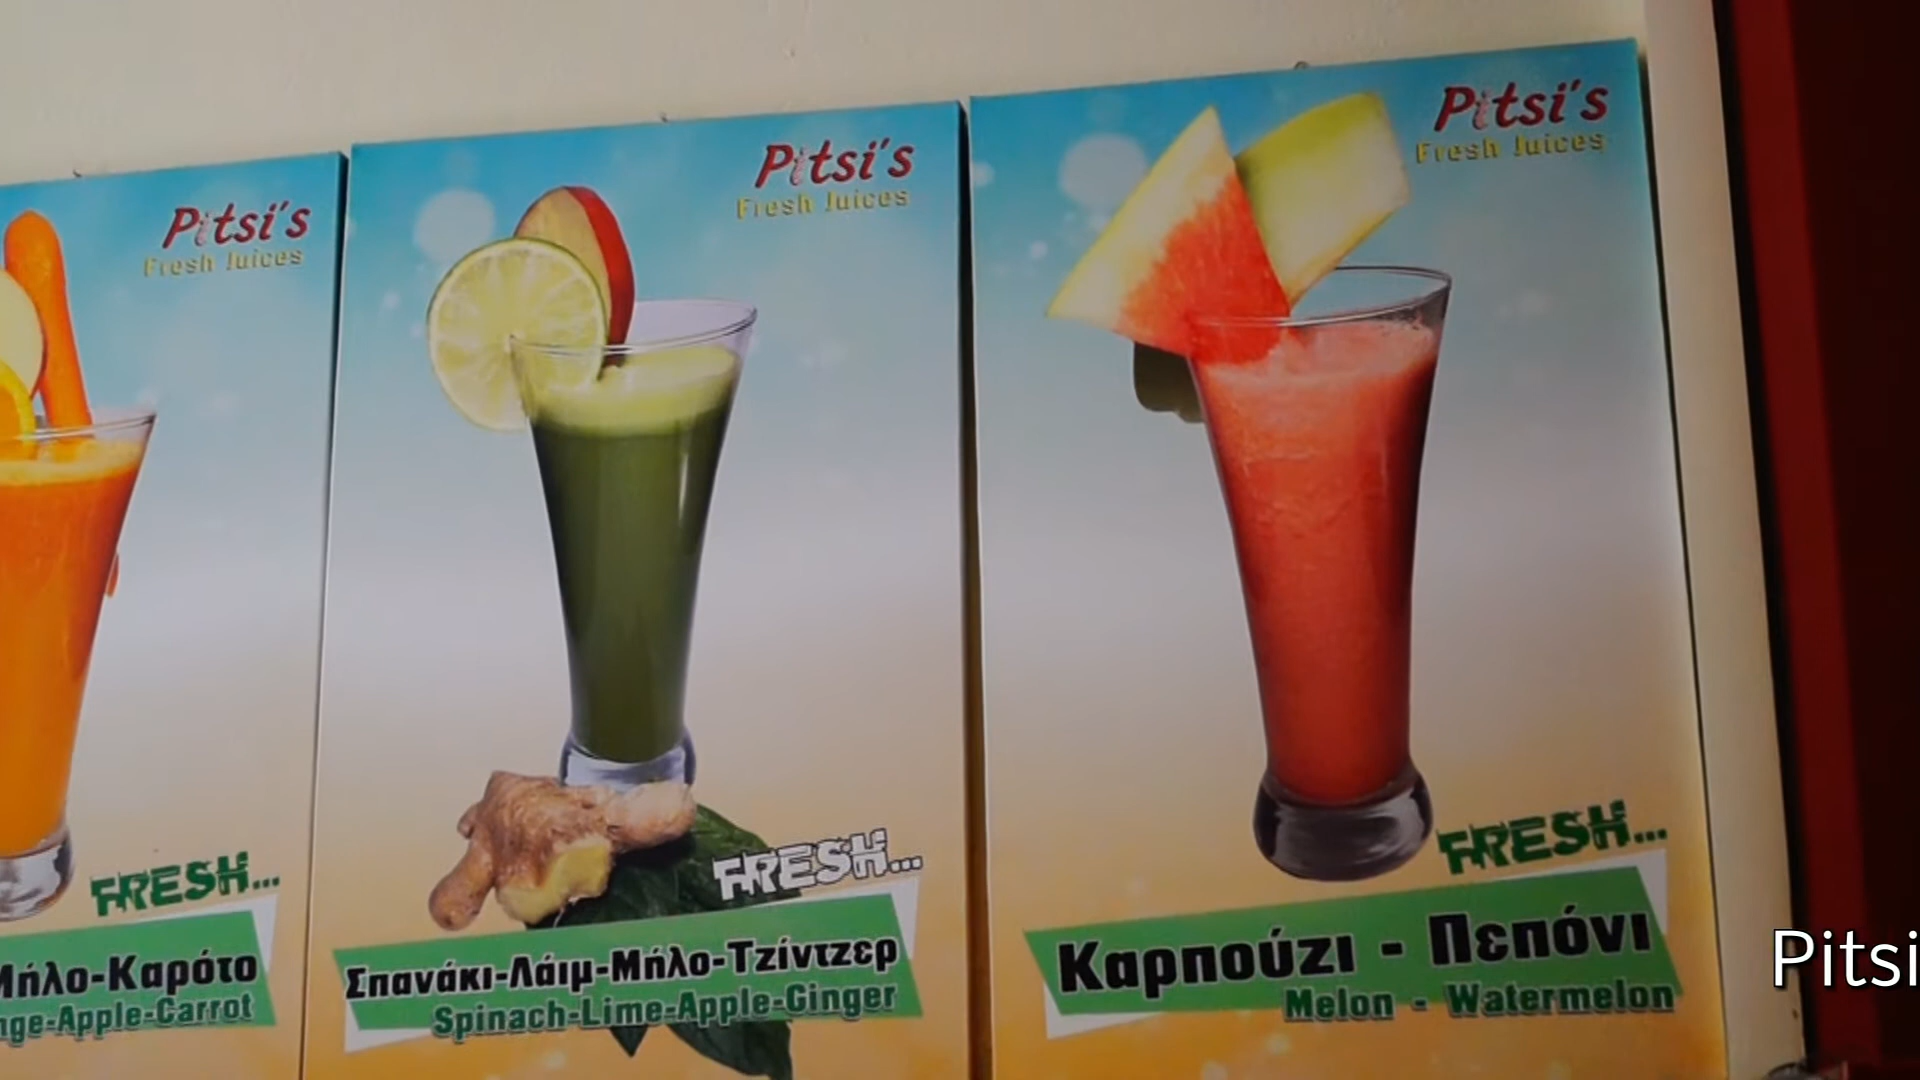 Pitsi's
Fresh Juices
FRESH...
Μήλο-Καρότο
-Apple-Carrot
Pitsi's
Fresh Juices
FRESH...
Σπανάκι-Λάιμ-Μήλο-Τζίντζερ
Spinach-Lime-Apple-Ginger
Pitsi's
Fresh Juices
FRESH...
Καρπούζι - Πεπόνι
Melon - Watermelon
Pitsi